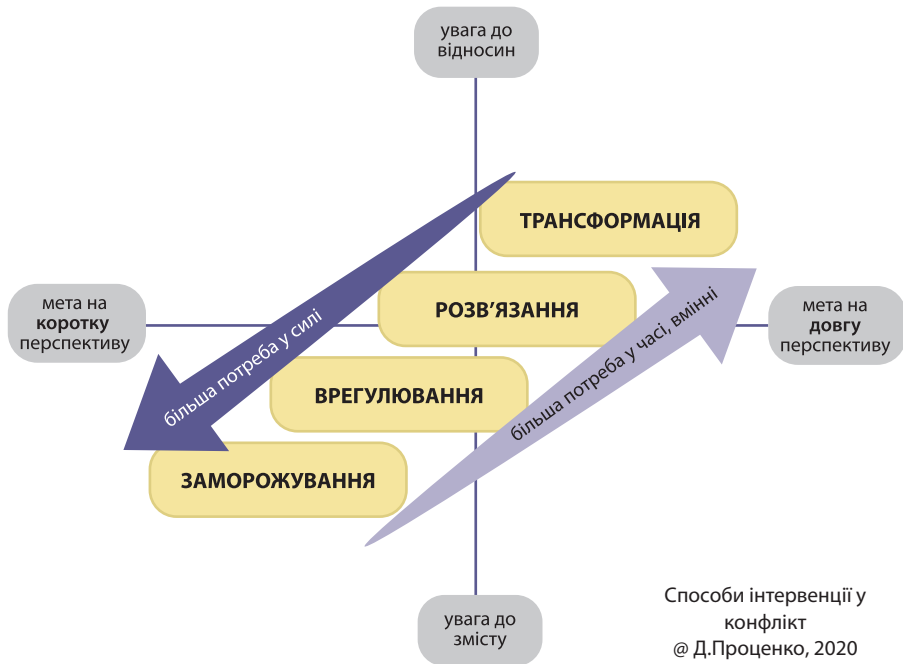 увага до
відносин
ТРАНСФОРМАЦІЯ
РОЗВ'ЯЗАННЯ
мета на
коротку
перспективу
мета на
довгу
перспективу
більша потреба у силі
більша потреба у часі, вмінні
ВРЕГУЛЮВАННЯ
ЗАМОРОЖУВАННЯ
увага до
змісту
Способи інтервенції у
конфлікт
@ Д.Проценко, 2020